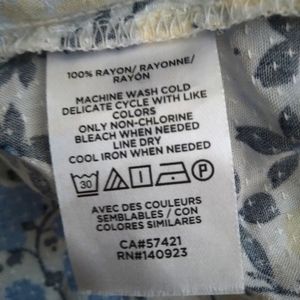 100% RAYON/ RAYONNE/
RAYÓN
MACHINE WASH COLD
DELICATE CYCLE WITH LIKE
COLORS
ONLY NON-CHLORINE
BLEACH WHEN NEEDED
LINE DRY
COOL IRON WHEN NEEDED
30 P
AVEC DES COULEURS
SEMBLABLES / CON
COLORES SIMILARES
CA#57421
RN#140923